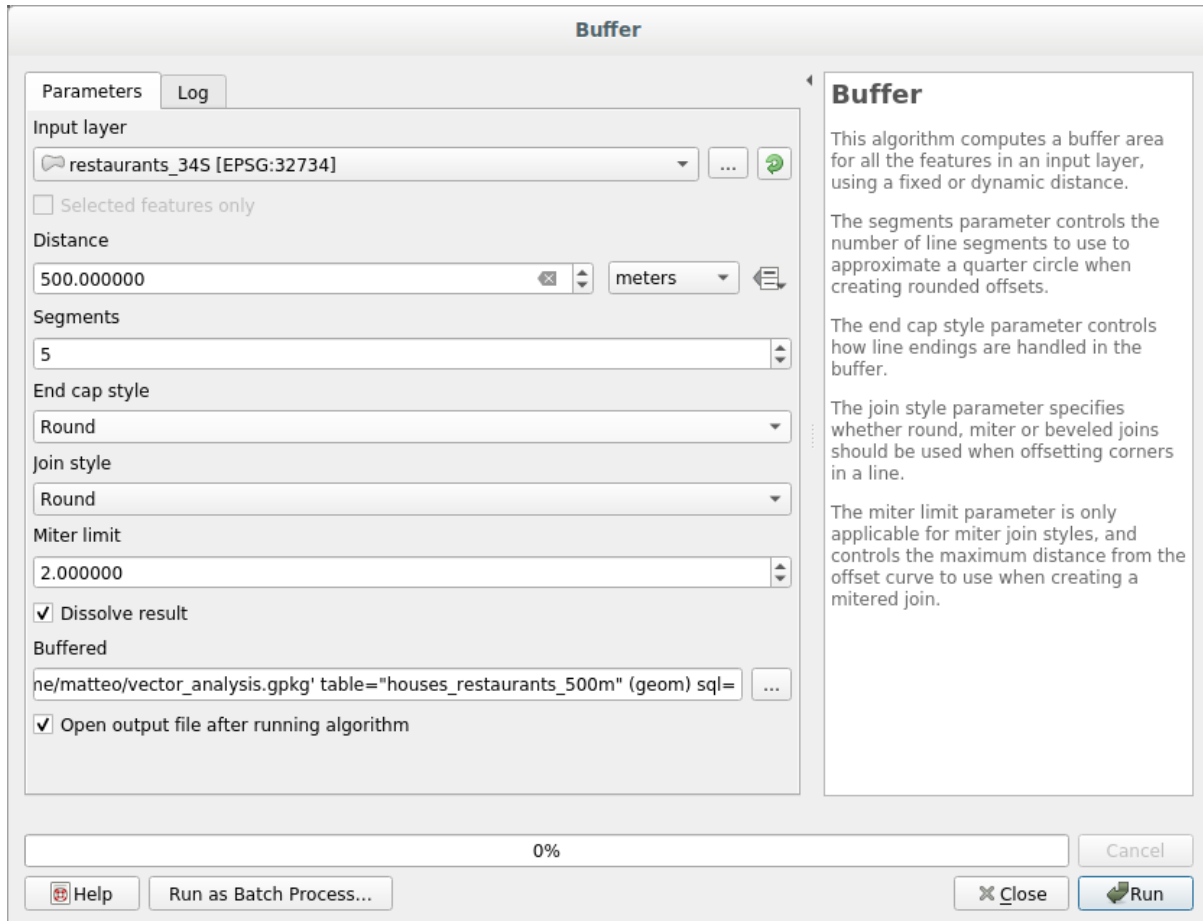 Buffer
Parameters
Log
Input layer
restaurants_34S [EPSG:32734]
...
Selected features only
Distance
500.000000
meters
Segments
5
End cap style
Round
Join style
Round
Miter limit
2.000000
Dissolve result
Buffered
ne/matteo/vector_analysis.gpkg' table="houses_restaurants_500m" (geom) sql=
...
Open output file after running algorithm
Buffer
This algorithm computes a buffer area
for all the features in an input layer,
using a fixed or dynamic distance.
The segments parameter controls the
number of line segments to use to
approximate a quarter circle when
creating rounded offsets.
The end cap style parameter controls
how line endings are handled in the
buffer.
The join style parameter specifies
whether round, miter or beveled joins
should be used when offsetting corners
in a line.
The miter limit parameter is only
applicable for miter join styles, and
controls the maximum distance from the
offset curve to use when creating a
mitered join.
0%
Cancel
Help
Run as Batch Process...
Close
Run